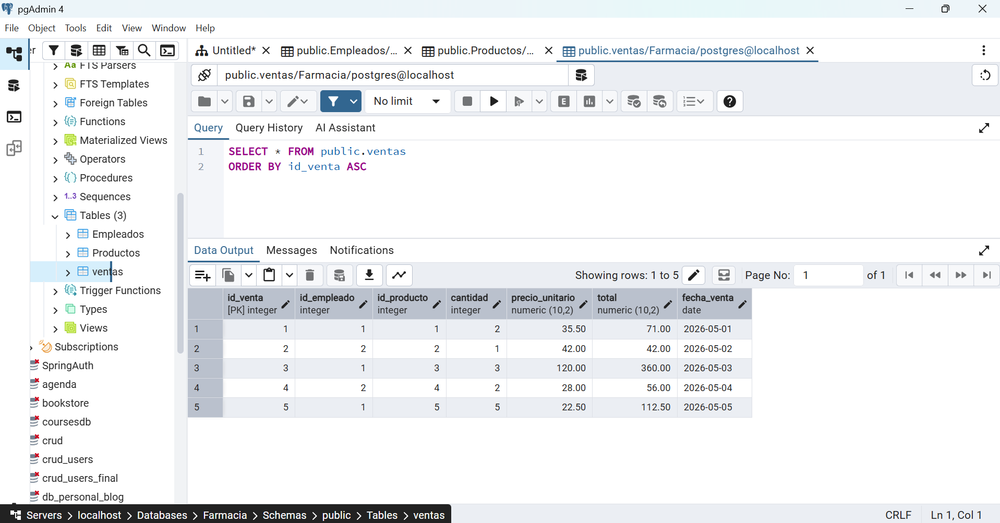 pgAdmin 4
File Object Tools Edit View Window Help
er
Untitled* public.Empleados/... public.Productos/... public.ventas/Farmacia/postgres@localhost
public.ventas/Farmacia/postgres@localhost
No limit
E
Query Query History AI Assistant
1 SELECT * FROM public.ventas
2 ORDER BY id_venta ASC
Aa FTS Parsers
FTS Templates
Foreign Tables
Functions
Materialized Views
Operators
Procedures
1..3 Sequences
Tables (3)
Empleados
Productos
ventas
Trigger Functions
Types
Views
Subscriptions
SpringAuth
agenda
bookstore
coursesdb
crud
crud_users
crud_users_final
db_personal_blog
Data Output Messages Notifications
Showing rows: 1 to 5 Page No: 1 of 1
id_venta id_empleado id_producto cantidad precio_unitario total fecha_venta
[PK] integer integer integer integer numeric (10,2) numeric (10,2) date
1 1 1 1 2 35.50 71.00 2026-05-01
2 2 2 2 1 42.00 42.00 2026-05-02
3 3 1 3 3 120.00 360.00 2026-05-03
4 4 2 4 2 28.00 56.00 2026-05-04
5 5 1 5 5 22.50 112.50 2026-05-05
Servers > localhost > Databases > Farmacia > Schemas > public > Tables > ventas
CRLF Ln 1, Col 1